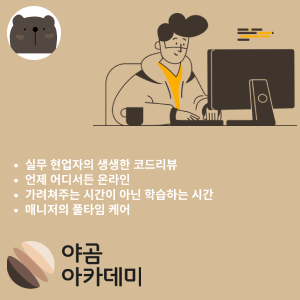 • 실무 현업자의 생생한 코드리뷰
• 언제 어디서든 온라인
• 가려쳐주는 시간이 아닌 학습하는 시간
• 매니저의 풀타임 케어
야곰
아카데미